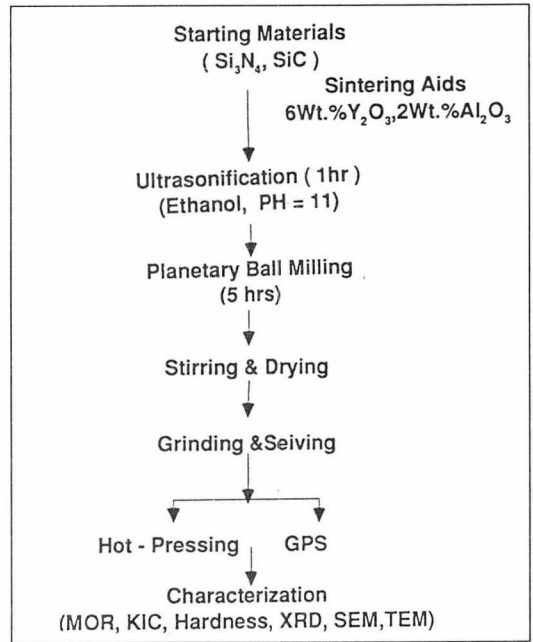 Starting Materials
( Si₃N₄, SiC )
Sintering Aids
6Wt.%Y₂O₃,2Wt.%Al₂O₃
Ultrasonification ( 1hr )
(Ethanol, PH = 11)
Planetary Ball Milling
(5 hrs)
Stirring & Drying
Grinding &Seiving
Hot - Pressing GPS
Characterization
(MOR, KIC, Hardness, XRD, SEM,TEM)